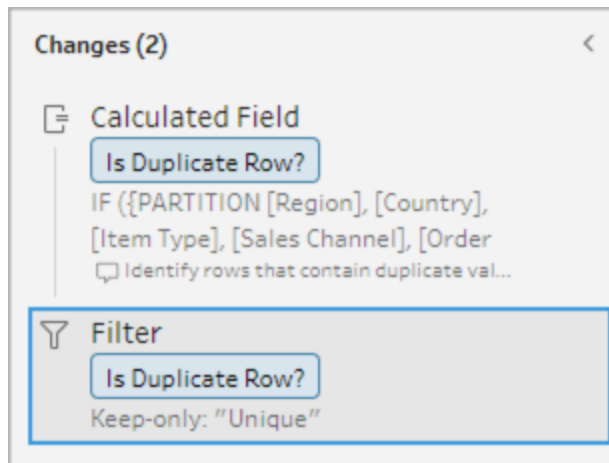 Changes (2)
Calculated Field
Is Duplicate Row?
IF ({PARTITION [Region], [Country],
[Item Type], [Sales Channel], [Order
Identify rows that contain duplicate val...
Filter
Is Duplicate Row?
Keep-only: "Unique"